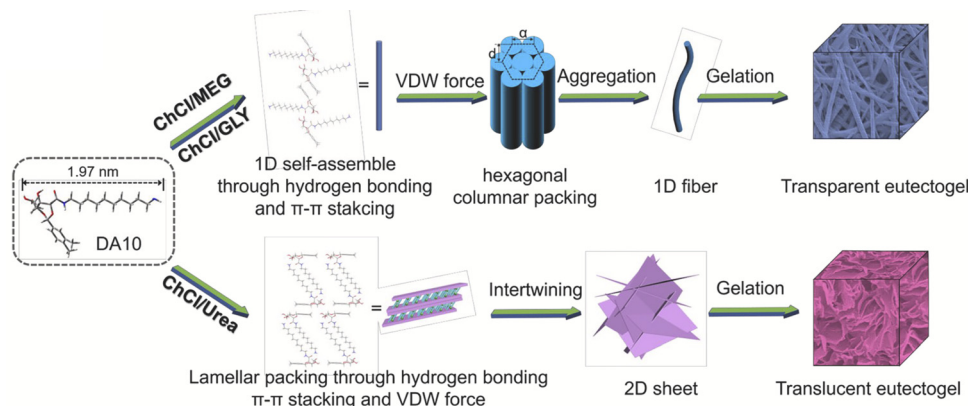 ChCl/MEG
ChCl/GLY
=
VDW force
α
d
Aggregation
Gelation
1D self-assemble
through hydrogen bonding
and π-π stakcing
hexagonal
columnar packing
1D fiber
Transparent eutectogel
1.97 nm
DA10
ChCl/Urea
=
Intertwining
Gelation
Lamellar packing through hydrogen bonding
π-π stacking and VDW force
2D sheet
Translucent eutectogel